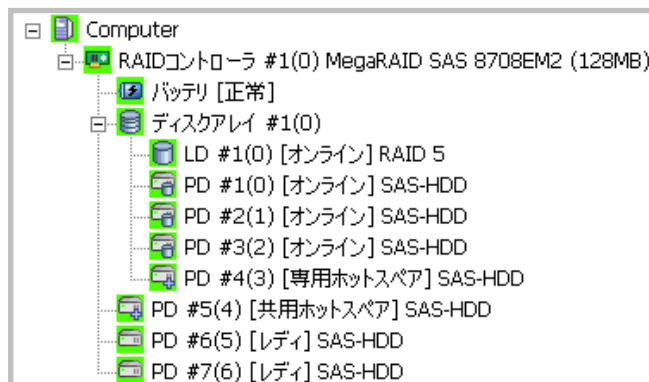 Computer
RAIDコントローラ #1(0) MegaRAID SAS 8708EM2 (128MB)
バッテリ [正常]
ディスクアレイ #1(0)
LD #1(0) [オンライン] RAID 5
PD #1(0) [オンライン] SAS-HDD
PD #2(1) [オンライン] SAS-HDD
PD #3(2) [オンライン] SAS-HDD
PD #4(3) [専用ホットスペア] SAS-HDD
PD #5(4) [共用ホットスペア] SAS-HDD
PD #6(5) [レディ] SAS-HDD
PD #7(6) [レディ] SAS-HDD